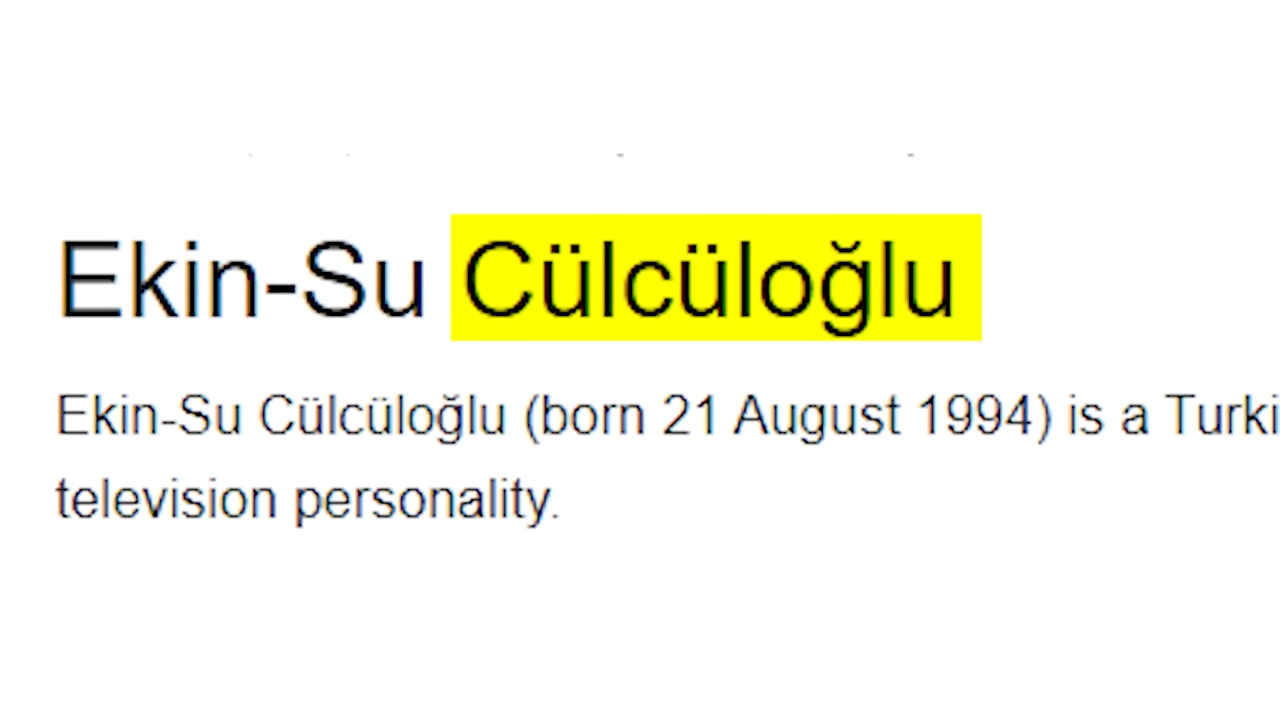 Ekin-Su Cülcüloğlu
Ekin-Su Cülcüloğlu (born 21 August 1994) is a Turki
television personality.